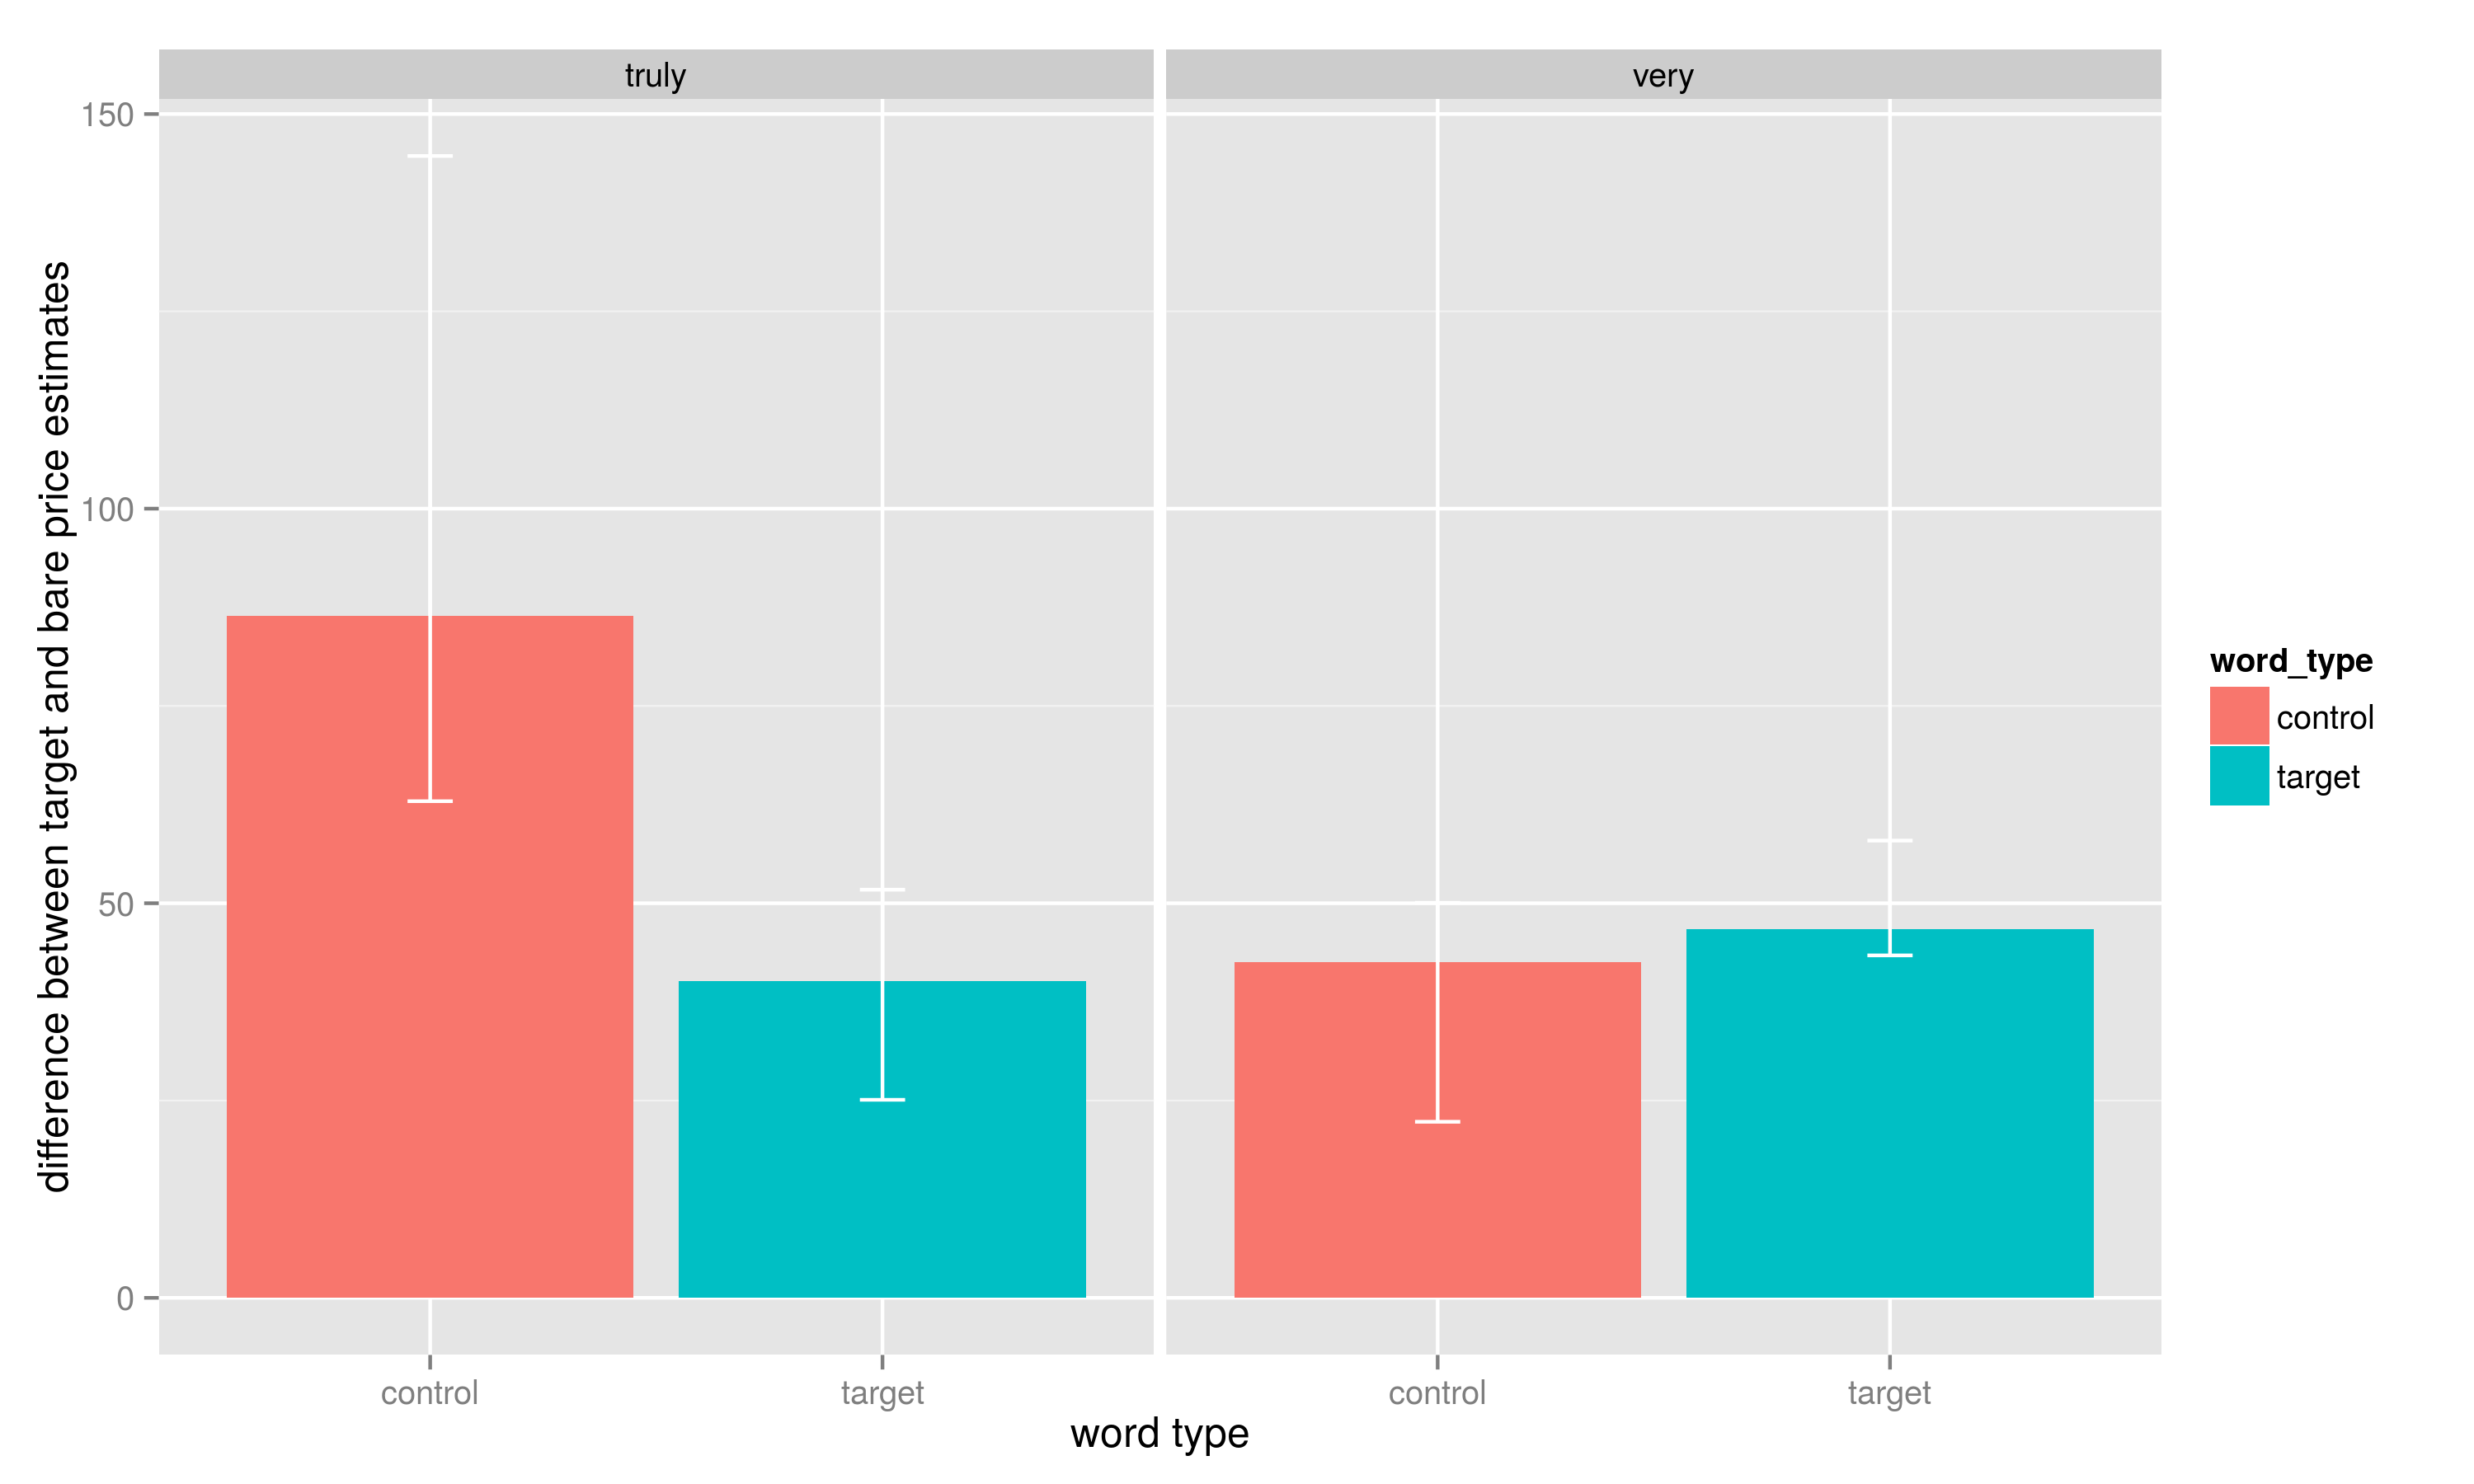 truly
very
difference between target and bare price estimates
150
100
50
0
control
target
control
target
word type
word_type
control
target